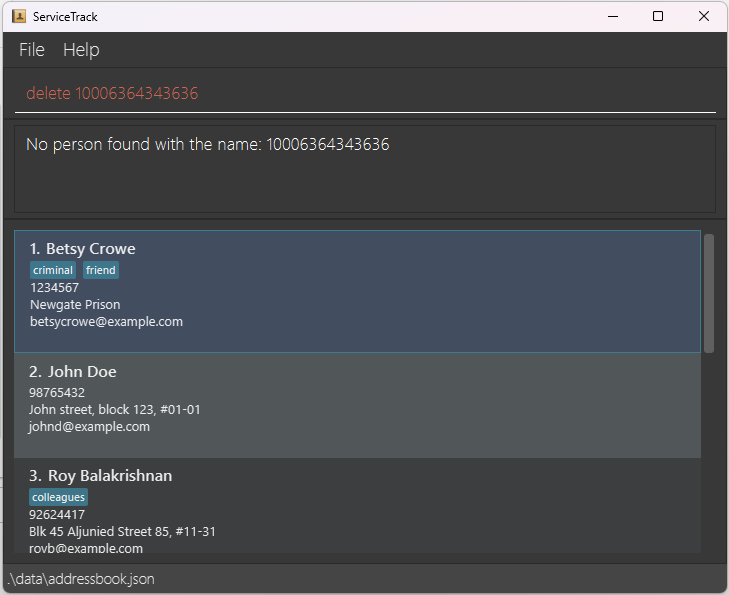 ServiceTrack
File Help
delete 10006364343636
No person found with the name: 10006364343636
1. Betsy Crowe
criminal friend
1234567
Newgate Prison
betsycrowe@example.com
2. John Doe
98765432
John street, block 123, #01-01
johnd@example.com
3. Roy Balakrishnan
colleagues
92624417
Blk 45 Aljunied Street 85, #11-31
royb@example.com
.\data\addressbook.json